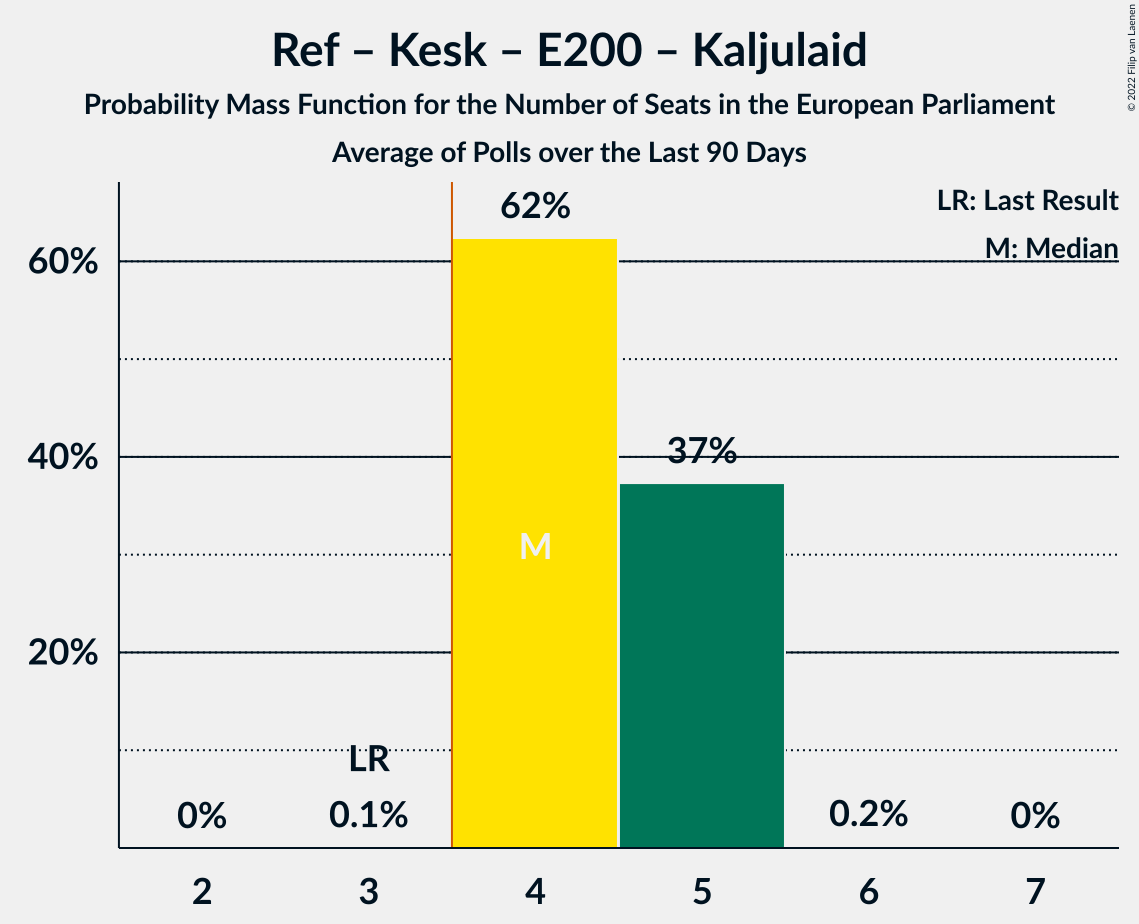 Ref – Kesk – E200 – Kaljulaid
Probability Mass Function for the Number of Seats in the European Parliament
Average of Polls over the Last 90 Days
© 2022 Filip van Laenen
LR: Last Result
M: Median
62%
60%
37%
40%
M
20%
LR
0%
0.1%
0.2%
0%
2
3
4
5
6
7